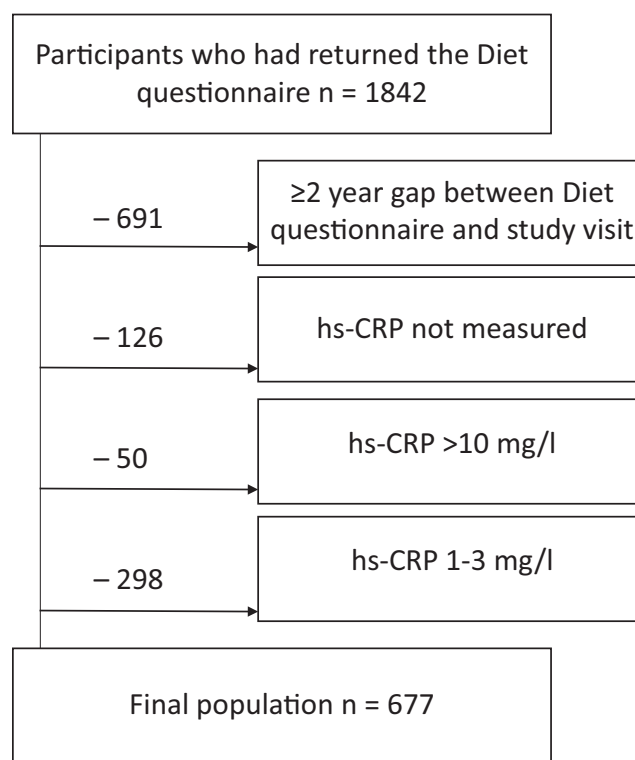 Participants who had returned the Diet
questionnaire n = 1842
– 691
≥2 year gap between Diet
questionnaire and study visit
– 126
hs-CRP not measured
– 50
hs-CRP >10 mg/l
– 298
hs-CRP 1-3 mg/l
Final population n = 677